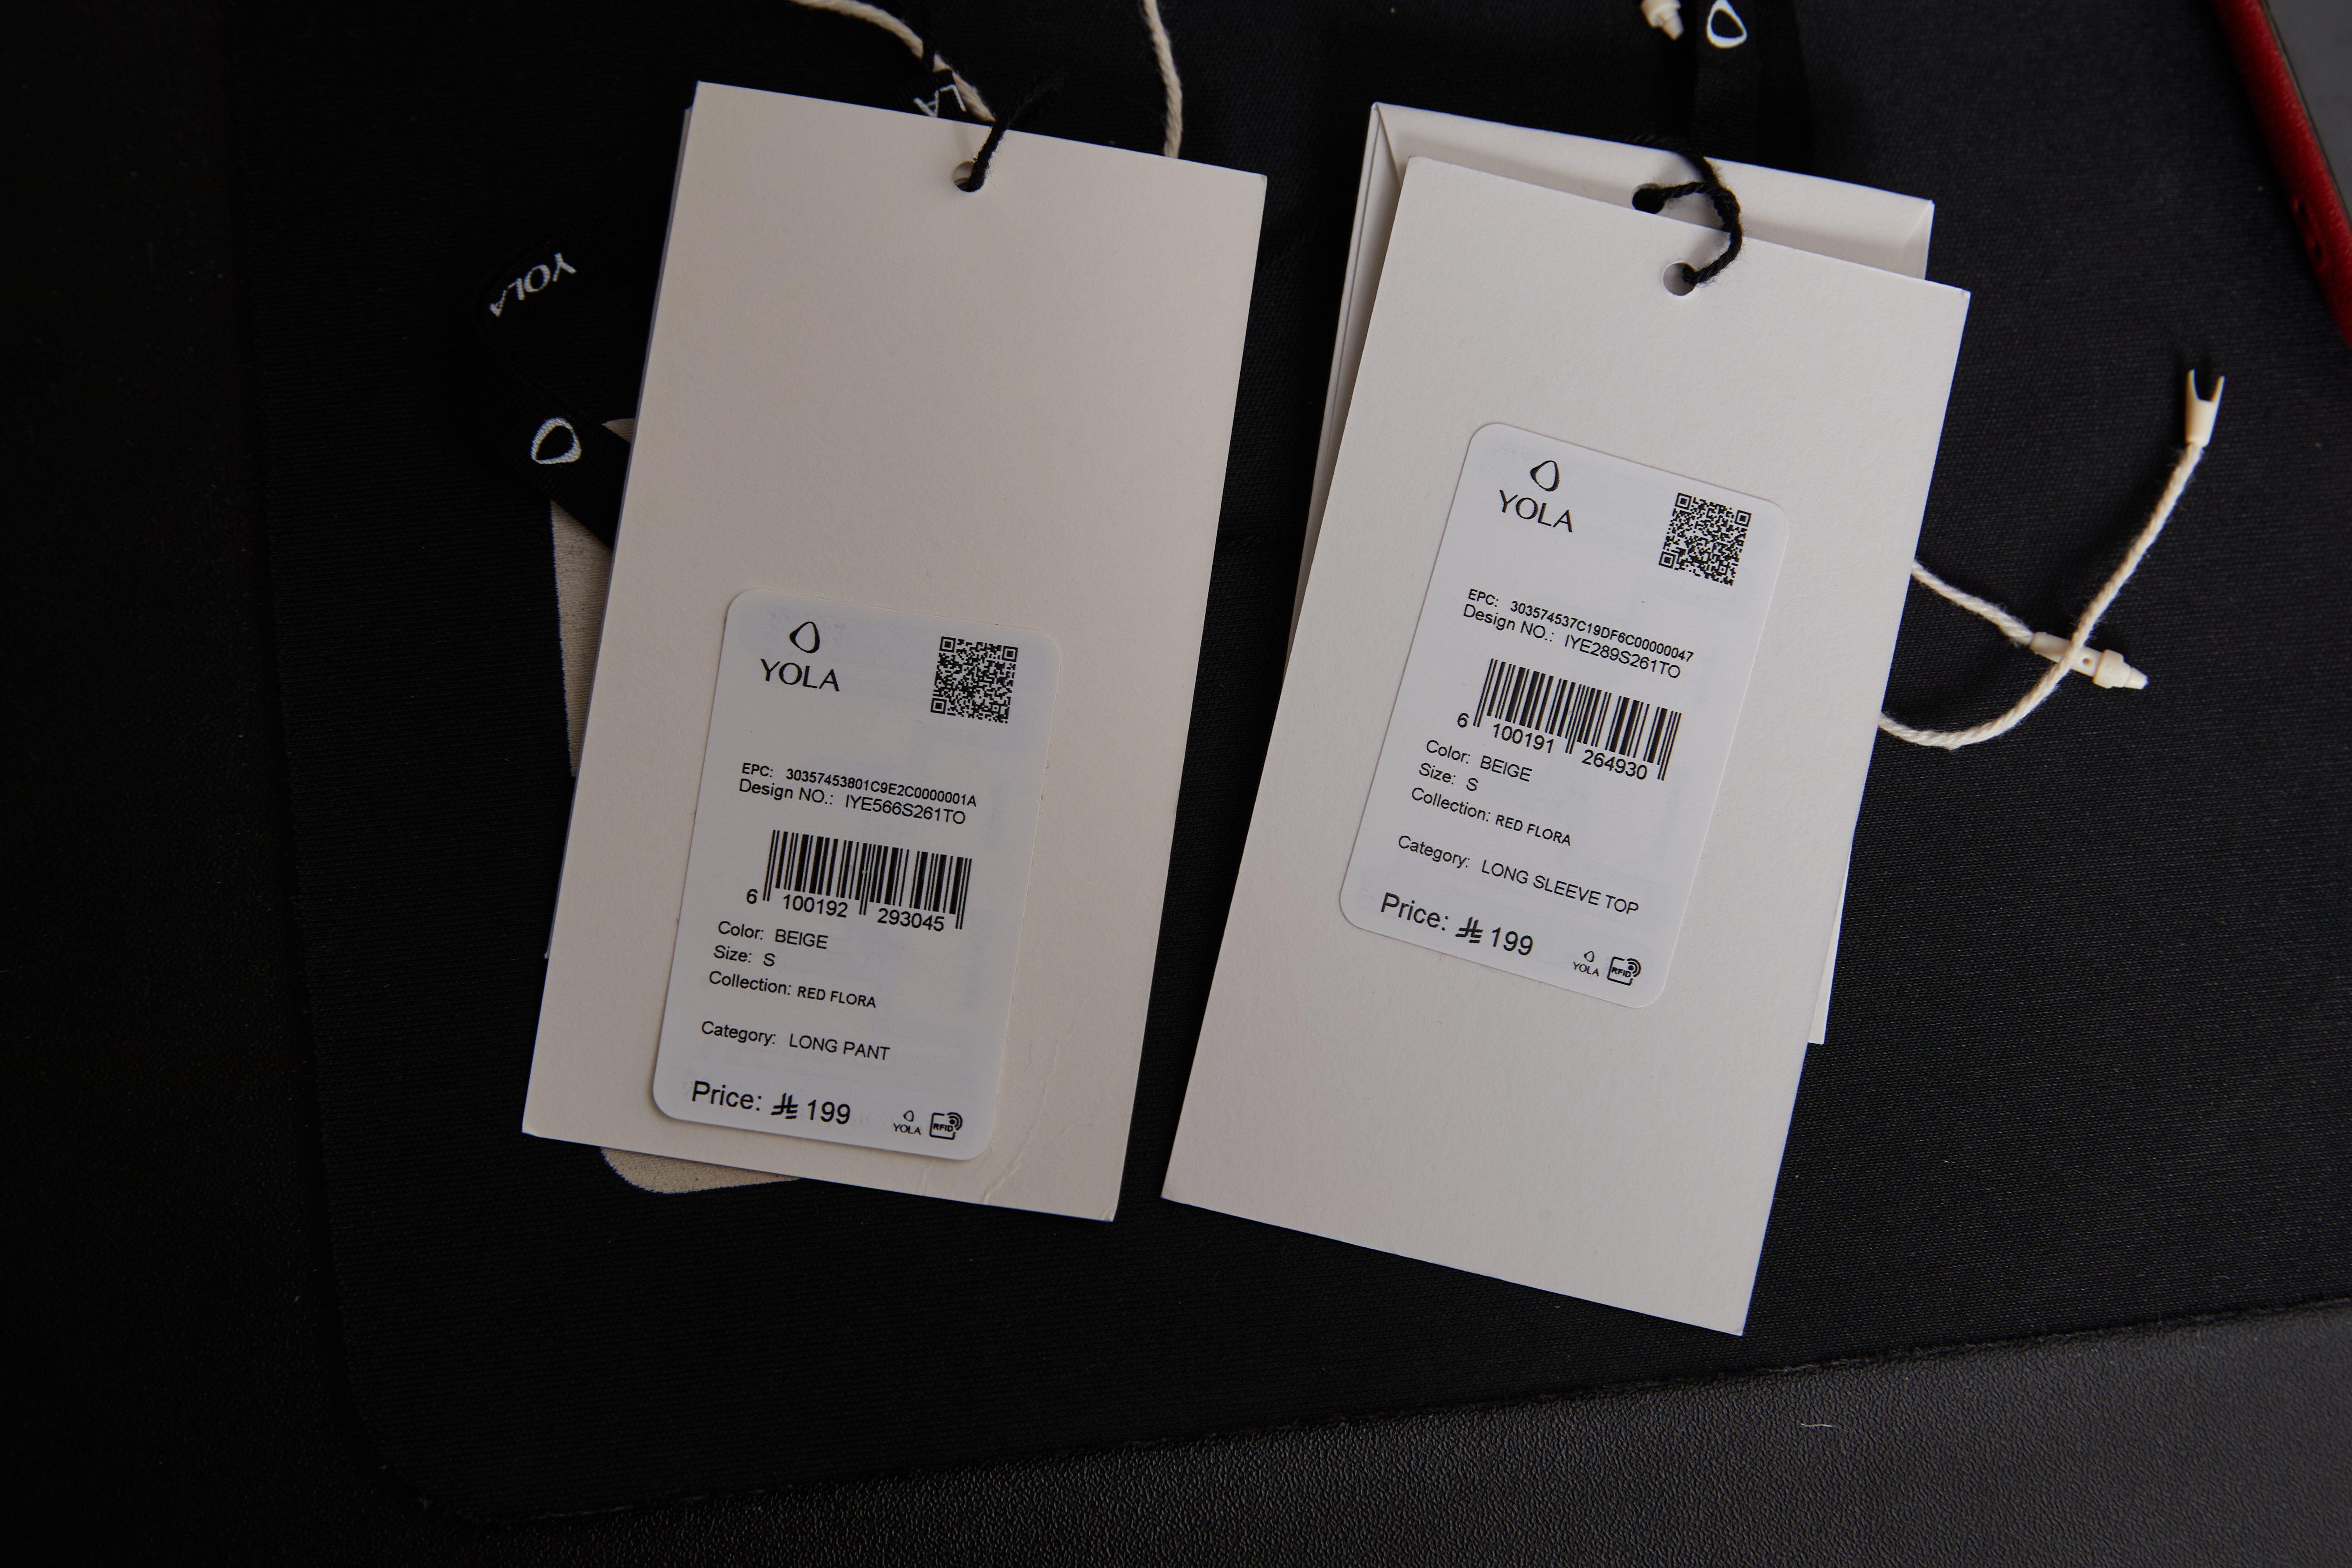 LA
YOLA
YOLA
EPC: 30357453801C9E2C0000001A
Design NO.: IYE566S261TO
6 100192 293045
Color: BEIGE
Size: S
Collection: RED FLORA
Category: LONG PANT
Price: ⃁ 199
YOLA RFID
YOLA
EPC: 303574537C19DF6C00000047
Design NO.: IYE289S261TO
6 100191 264930
Color: BEIGE
Size: S
Collection: RED FLORA
Category: LONG SLEEVE TOP
Price: ⃁ 199
YOLA RFID